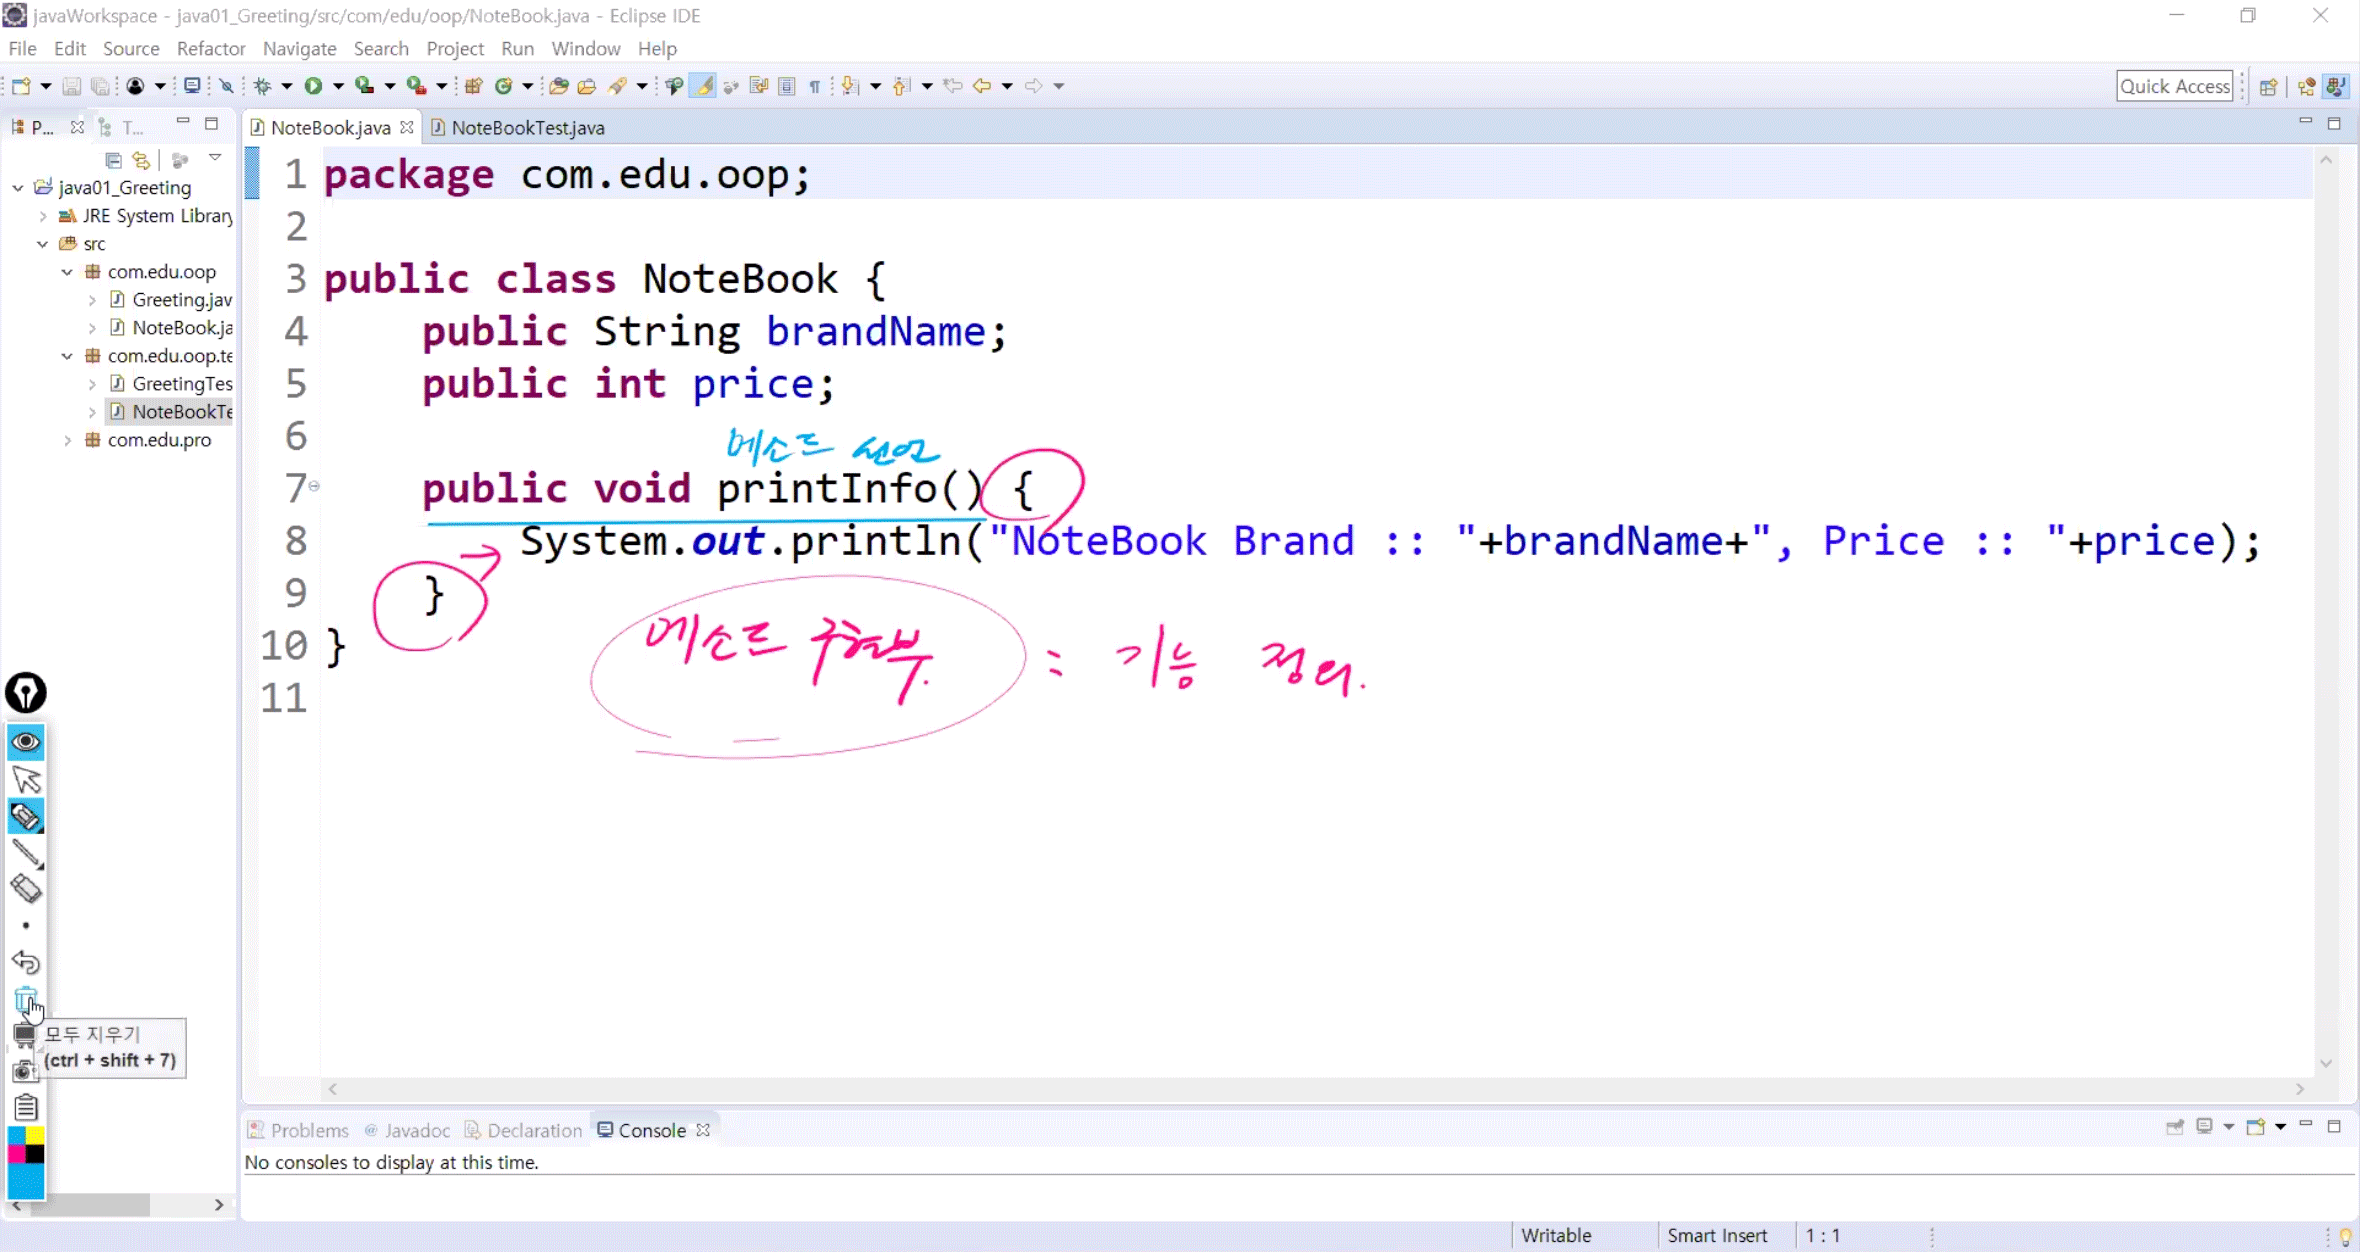 javaWorkspace - java01_Greeting/src/com/edu/oop/NoteBook.java - Eclipse IDE
File Edit Source Refactor Navigate Search Project Run Window Help
Quick Access
P... T...
NoteBook.java NoteBookTest.java
java01_Greeting
JRE System Library
src
com.edu.oop
Greeting.jav
NoteBook.ja
com.edu.oop.te
GreetingTes
NoteBookTe
com.edu.pro
1 package com.edu.oop;
2
3 public class NoteBook {
4 public String brandName;
5 public int price;
6
메소드 선언
7 public void printInfo() {
8 System.out.println("NoteBook Brand :: "+brandName+", Price :: "+price);
9 }
10 }
11
메소드 구현부. = 기능 정의.
모두 지우기
(ctrl + shift + 7)
Problems @ Javadoc Declaration Console
No consoles to display at this time.
Writable Smart Insert 1 : 1